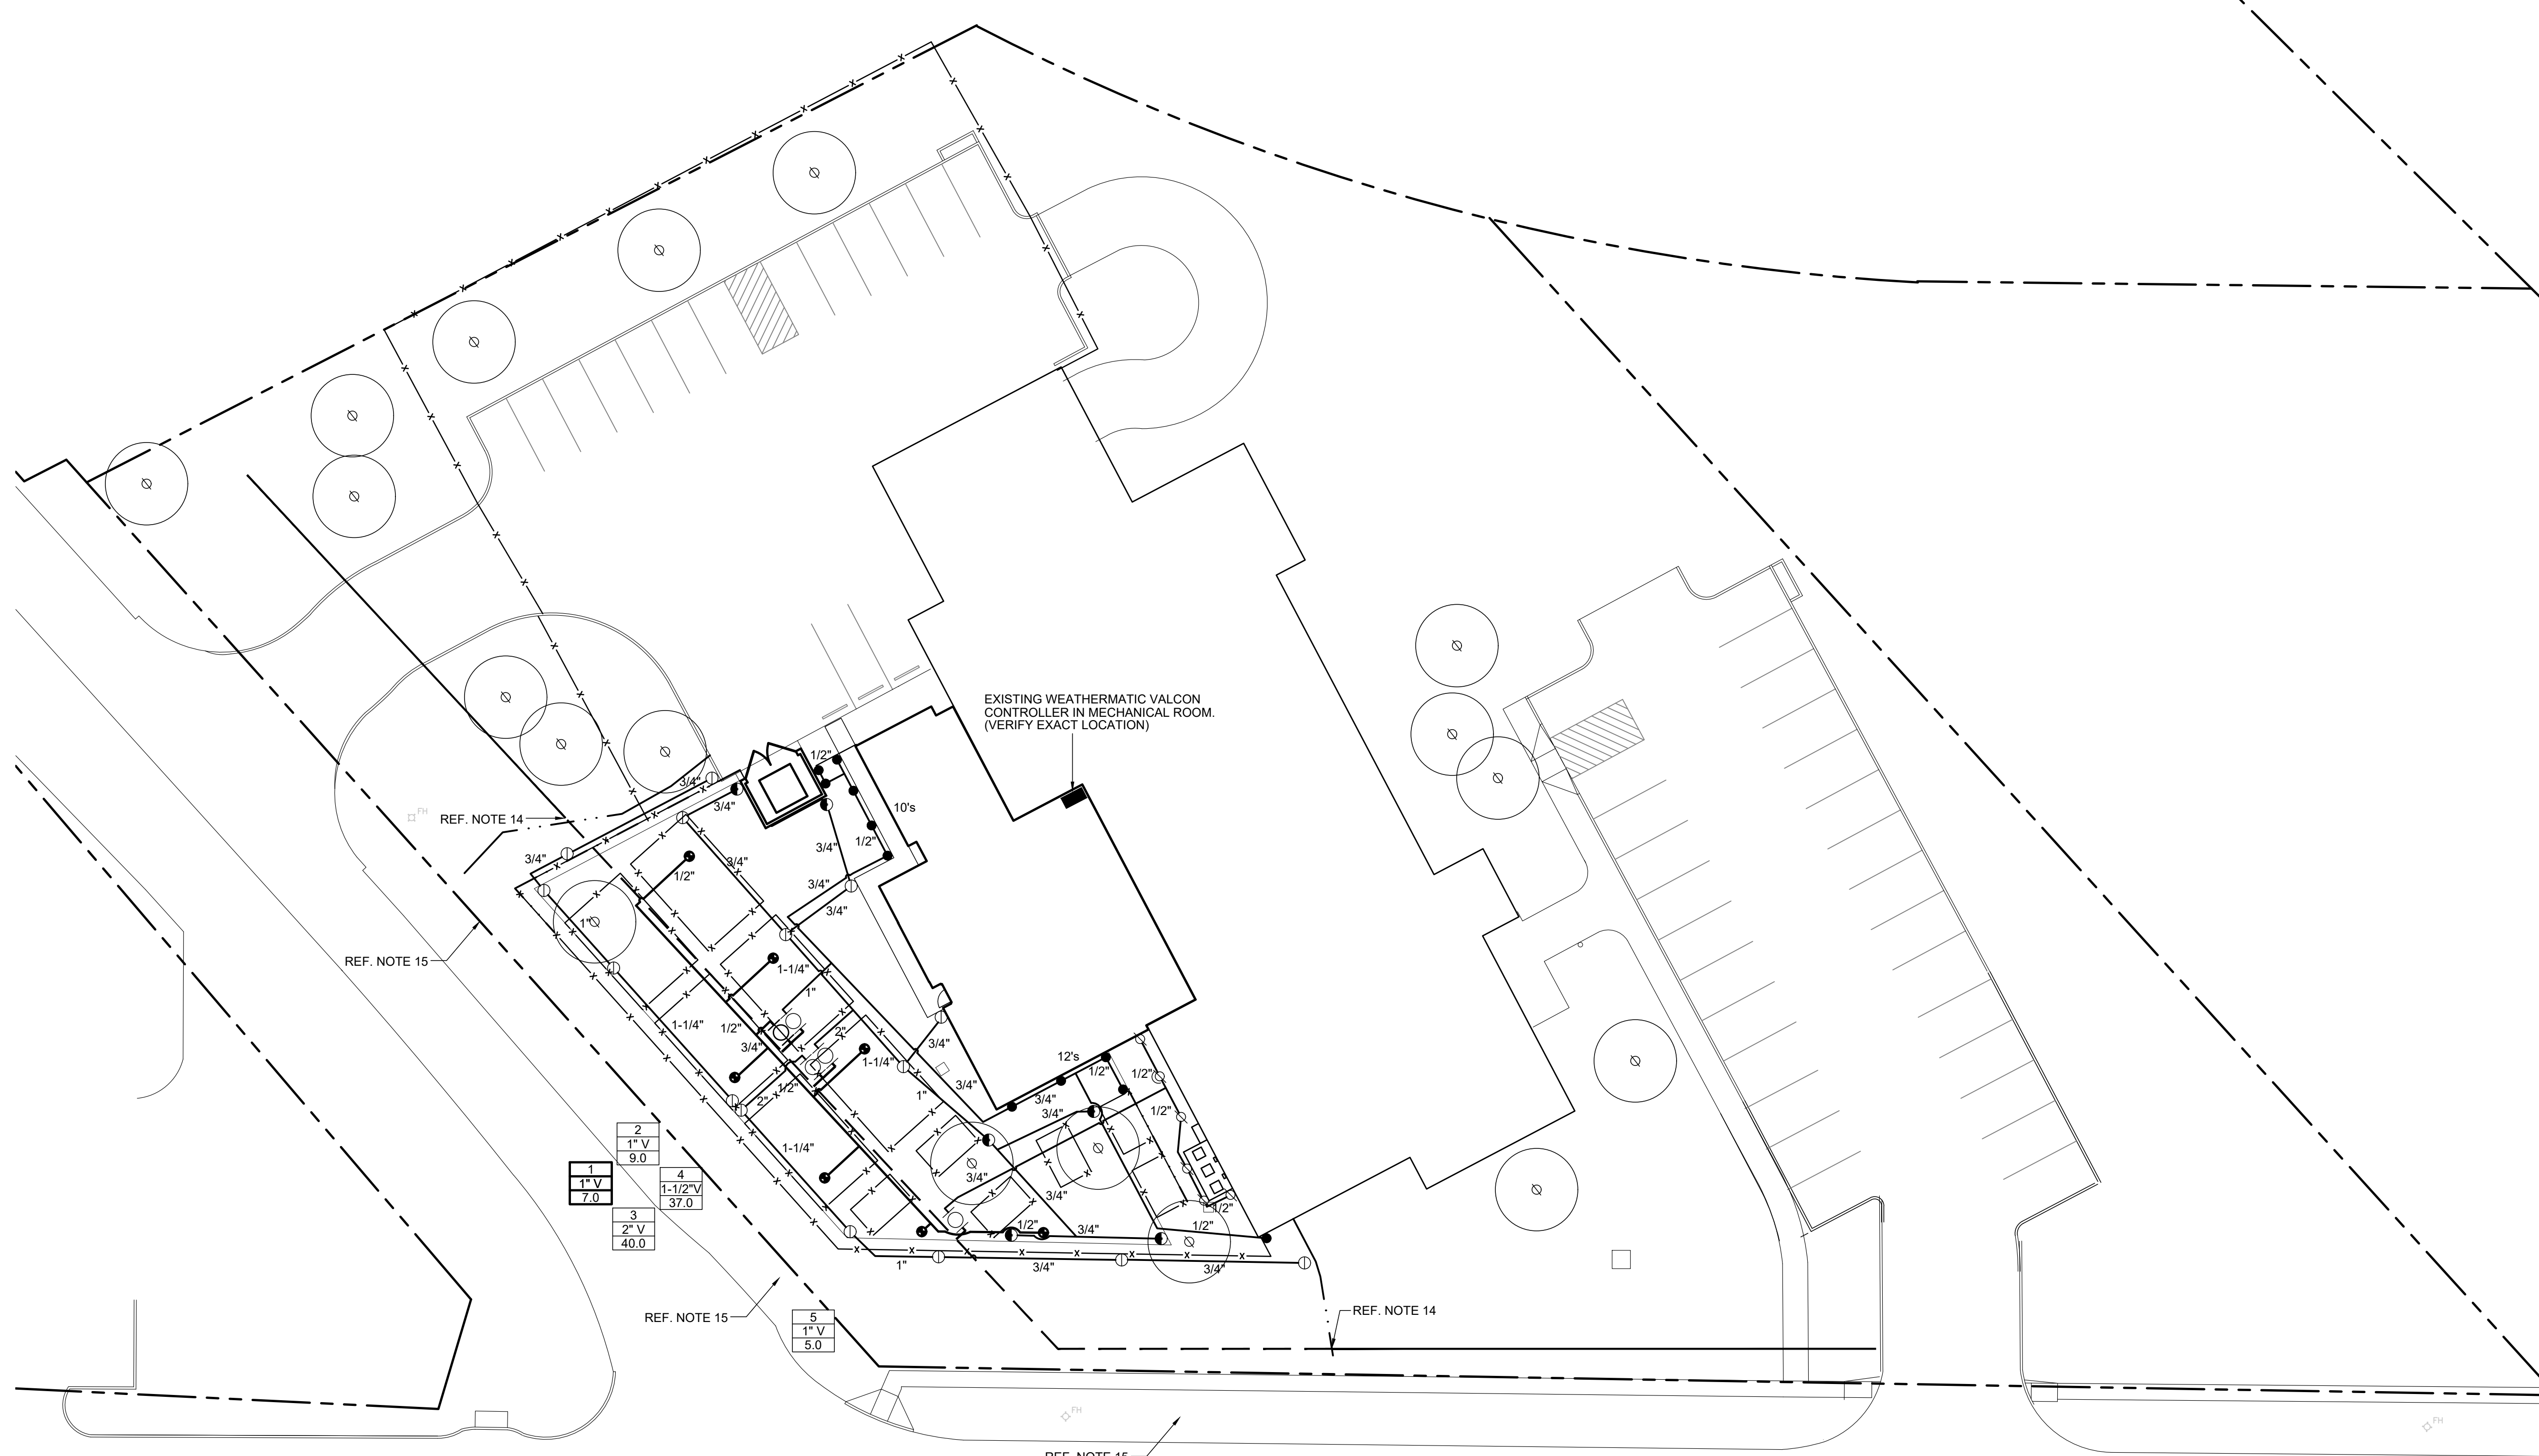 EXISTING WEATHERMATIC VALCON
CONTROLLER IN MECHANICAL ROOM.
(VERIFY EXACT LOCATION)
1/2"
3/4"
3/4"
10's
FH
REF. NOTE 14
3/4"
1/2"
3/4"
3/4"
1/2"
3/4"
3/4"
1"
REF. NOTE 15
1-1/4"
1"
1-1/4"
1/2"
2"
3/4"
3/4"
1-1/4"
12's
1/2"
1/2"
3/4"
1/2"
2"
1"
3/4"
3/4"
1/2"
2
1" V
9.0
1-1/4"
1
1" V
7.0
4
1-1/2"V
37.0
3/4"
3/4"
3
2" V
40.0
1/2"
1/2"
3/4"
1/2"
1"
3/4"
3/4"
REF. NOTE 15
5
1" V
5.0
REF. NOTE 14
FH
FH
REF. NOTE 15